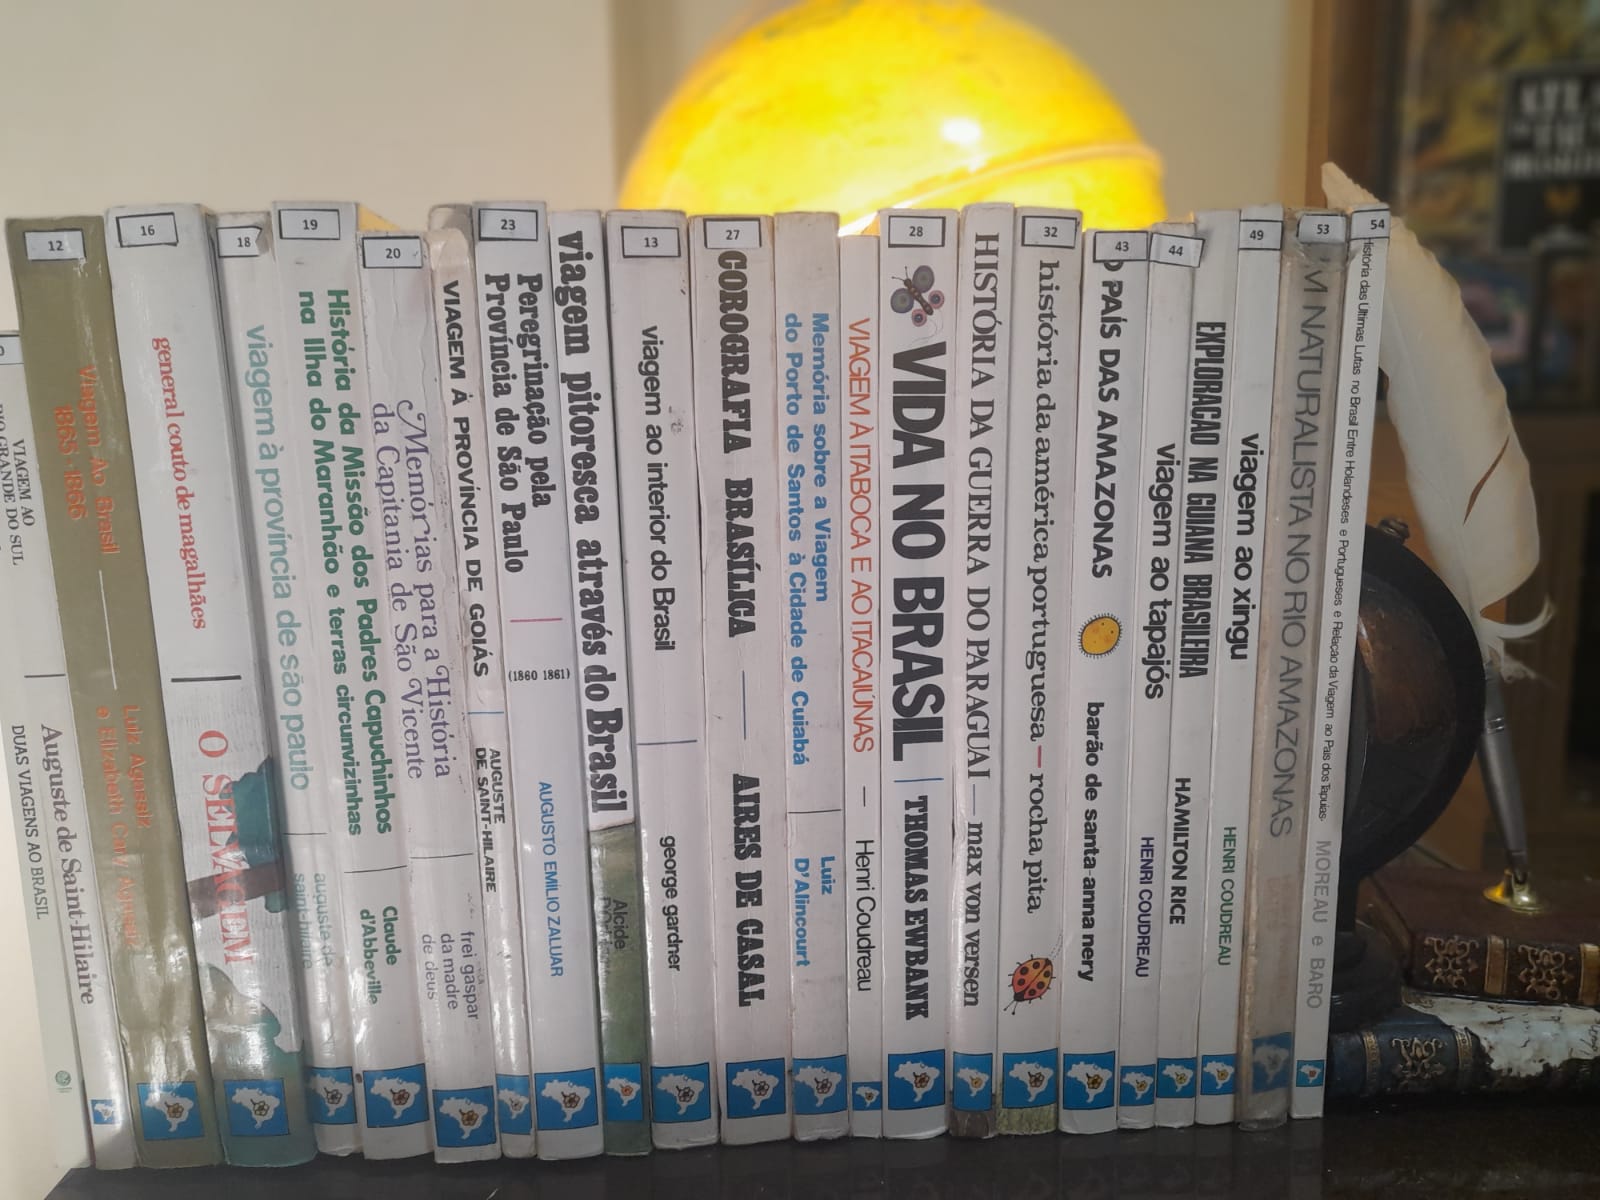 VIAGEM AO
RIO GRANDE DO SUL
Auguste de Saint-Hilaire
DUAS VIAGENS AO BRASIL
12
Viagem Ao Brasil
1865-1866
Luiz Agassiz
e Elizabeth Cary Agassiz
16
general couto de magalhães
O SELVAGEM
18
viagem à província de são paulo
auguste de
saint-hilaire
19
História da Missão dos Padres Capuchinhos
na Ilha do Maranhão e terras circunvizinhas
Claude
d'Abbeville
20
Memórias para a História
da Capitania de São Vicente
frei gaspar
da madre
de deus
VIAGEM À PROVÍNCIA DE GOIÁS
AUGUSTE
DE SAINT-HILAIRE
23
Peregrinação pela
Província de São Paulo
(1860 1861)
AUGUSTO EMÍLIO ZALUAR
viagem pitoresca através do Brasil
Alcide
13
viagem ao interior do Brasil
george gardner
27
COROGRAFIA BRASÍLICA
AIRES DE CASAL
Memória sobre a Viagem
do Porto de Santos à Cidade de Cuiabá
Luiz
D'Alincourt
VIAGEM À ITABOCA E AO ITACAIÚNAS — Henri Coudreau
28
VIDA NO BRASIL | THOMAS EWBANK
HISTÓRIA DA GUERRA DO PARAGUAI — max von versen
32
história da américa portuguesa — rocha pita
43
O PAÍS DAS AMAZONAS
barão de santa-anna nery
44
viagem ao tapajós
HENRI COUDREAU
EXPLORACAO NA GUIANA BRASILEIRA
HAMILTON RICE
49
viagem ao xingu
HENRI COUDREAU
53
UM NATURALISTA NO RIO AMAZONAS
54
História das Últimas Lutas no Brasil Entre Holandeses e Portugueses e Relação da Viagem ao País dos Tapuias-
MOREAU e BARO